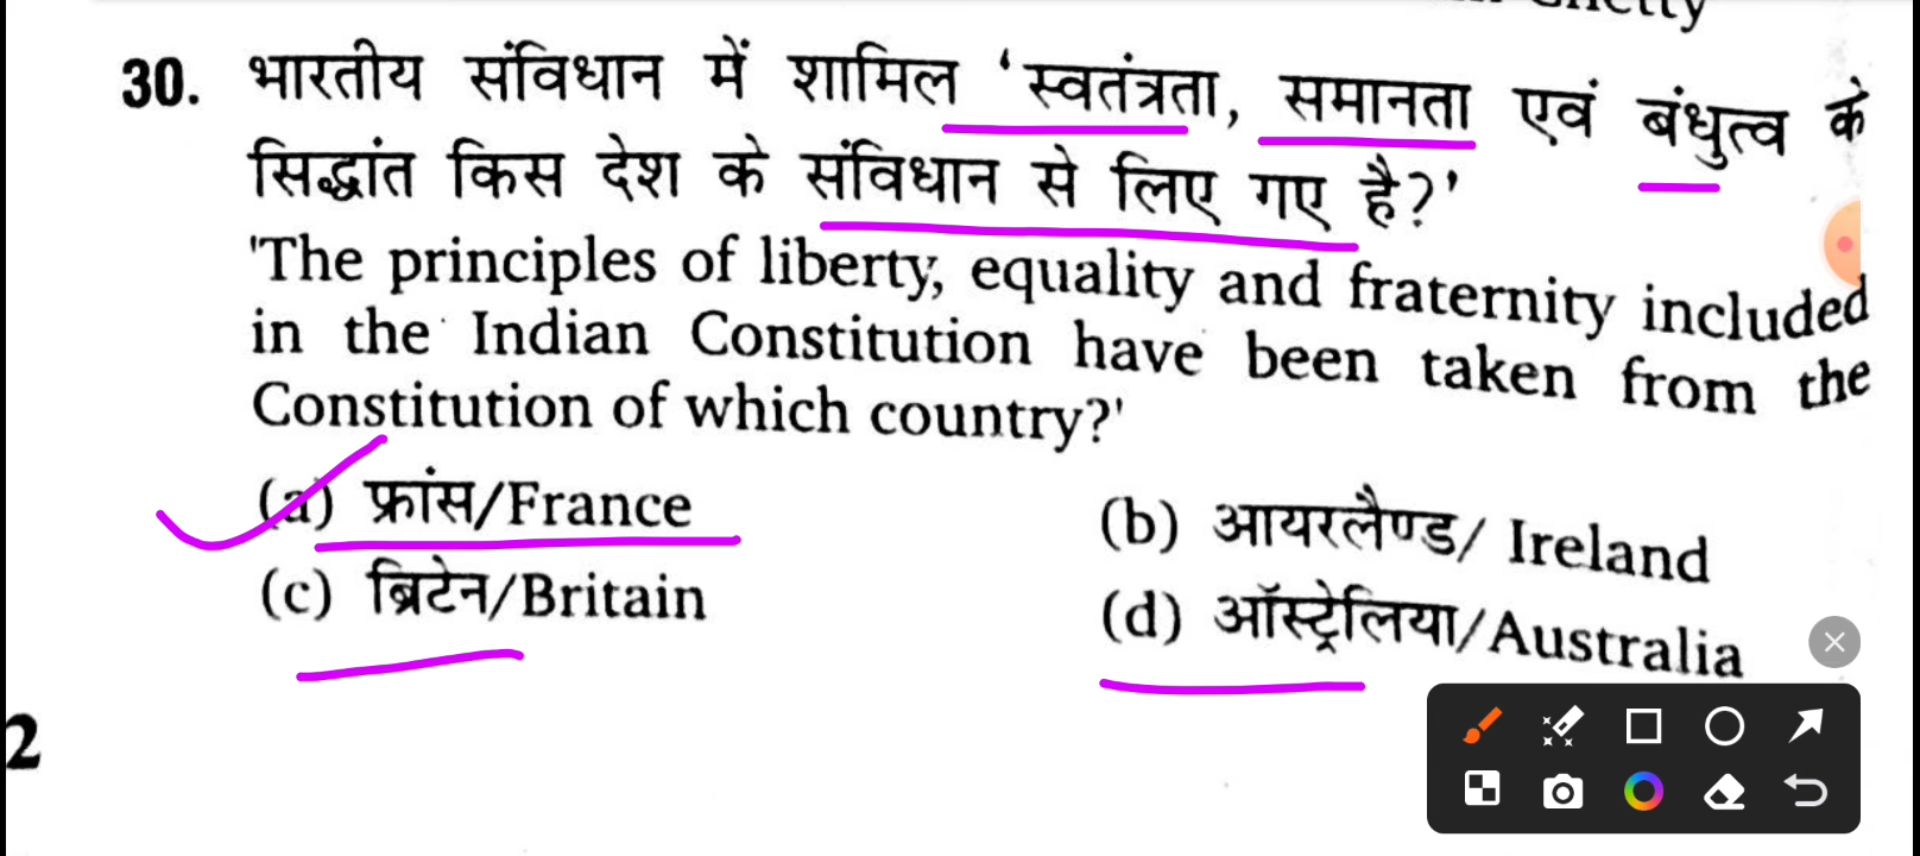 30. भारतीय संविधान में शामिल ‘स्वतंत्रता, समानता एवं बंधुत्व के
सिद्धांत किस देश के संविधान से लिए गए है?’
'The principles of liberty, equality and fraternity included
in the Indian Constitution have been taken from the
Constitution of which country?'
(a) फ्रांस/France
(b) आयरलैण्ड/ Ireland
(c) ब्रिटेन/Britain
(d) ऑस्ट्रेलिया/Australia
2